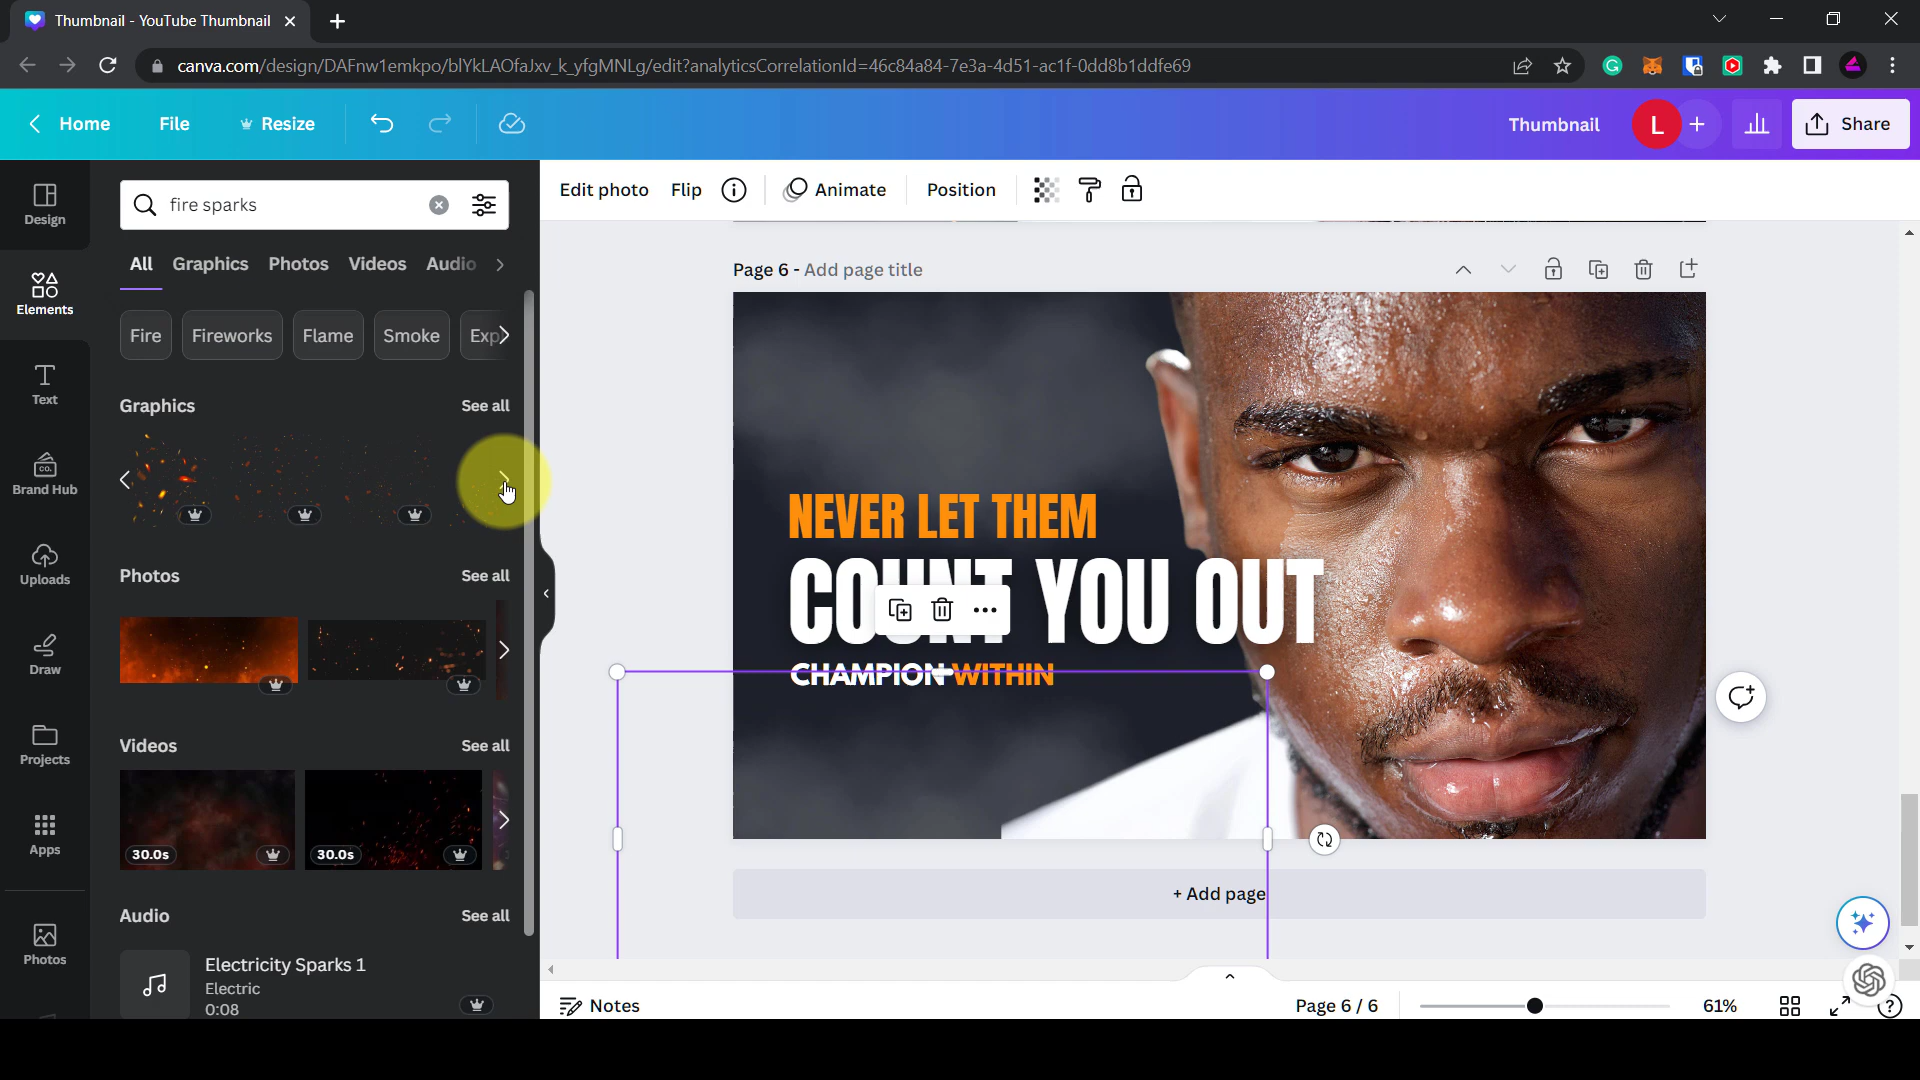 Thumbnail - YouTube Thumbnail
canva.com/design/DAFnw1emkpo/blYkLAOfaJxv_k_yfgMNLg/edit?analyticsCorrelationId=46c84a84-7e3a-4d51-ac1f-0dd8b1ddfe69
Home File Resize Thumbnail L + Share
Design
Elements
Text
CO.
Brand Hub
Uploads
Draw
Projects
Apps
Photos
fire sparks
All Graphics Photos Videos Audio
Fire Fireworks Flame Smoke Exp
Graphics See all
Photos See all
Videos See all
30.0s 30.0s
Audio See all
Electricity Sparks 1
Electric
0:08
Edit photo Flip Animate Position
Page 6 - Add page title
NEVER LET THEM
COUNT YOU OUT
CHAMPION WITHIN
+ Add page
Notes Page 6 / 6 61%